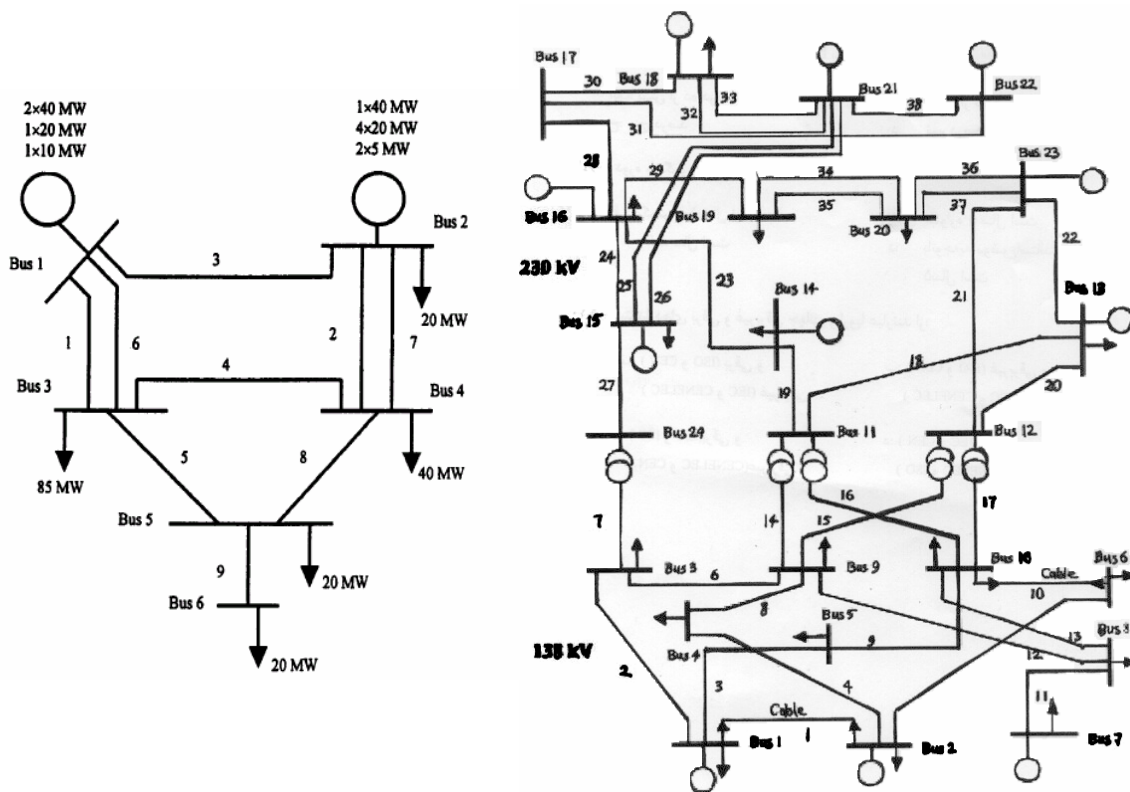 2×40 MW
1×20 MW
1×10 MW
1×40 MW
4×20 MW
2×5 MW
Bus 1
Bus 2
3
20 MW
1
6
2
7
4
Bus 3
Bus 4
85 MW
5
8
40 MW
Bus 5
9
20 MW
Bus 6
20 MW
Bus 17
30
Bus 18
33
32
Bus 21
Bus 22
38
31
28
29
34
36
Bus 23
Bus 16
Bus 19
35
Bus 20
37
22
230 kV
24
25
26
23
21
Bus 14
Bus 13
Bus 15
18
27
19
20
Bus 24
Bus 11
Bus 12
7
14
15
16
17
Bus 3
6
Bus 9
Bus 10
Cable
10
Bus 6
8
Bus 5
Bus 4
9
13
12
Bus 8
138 kV
2
3
4
11
Cable
1
Bus 1
Bus 2
Bus 7